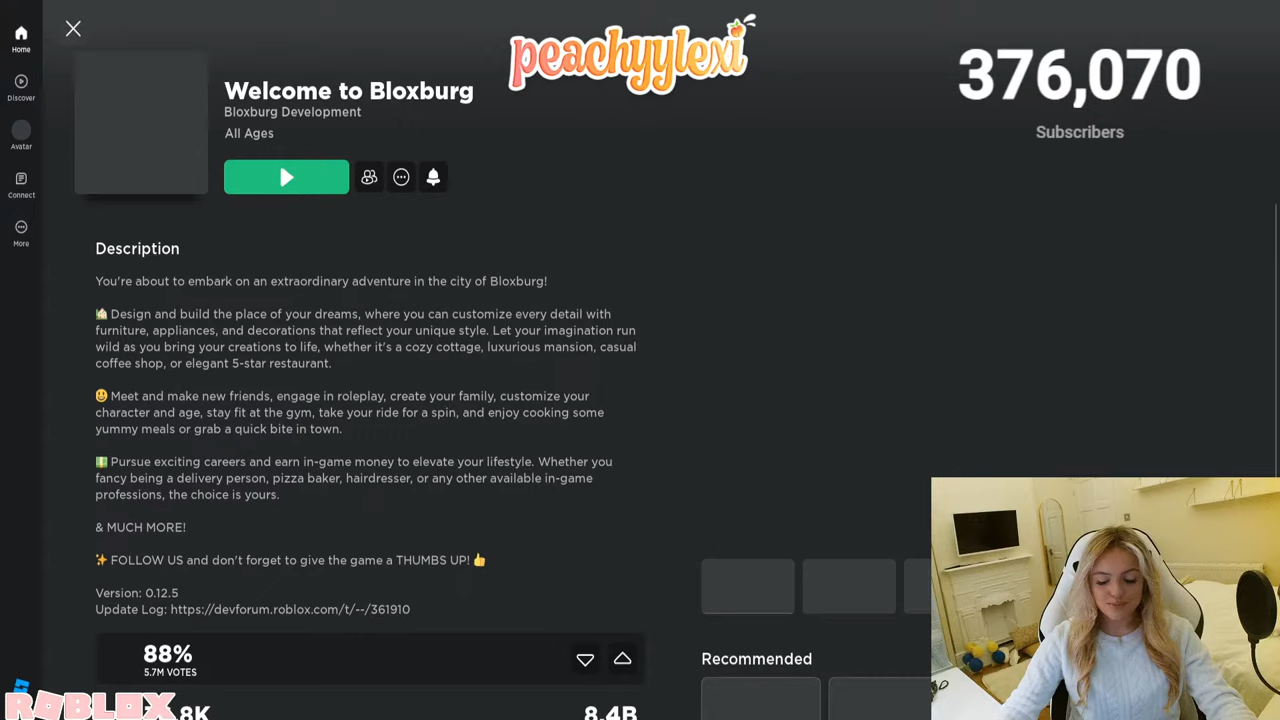 peachyylexi
376,070
Subscribers
Home
Discover
Avatar
Connect
More
Welcome to Bloxburg
Bloxburg Development
All Ages
Description
You're about to embark on an extraordinary adventure in the city of Bloxburg!
🏡 Design and build the place of your dreams, where you can customize every detail with
furniture, appliances, and decorations that reflect your unique style. Let your imagination run
wild as you bring your creations to life, whether it's a cozy cottage, luxurious mansion, casual
coffee shop, or elegant 5-star restaurant.
😃 Meet and make new friends, engage in roleplay, create your family, customize your
character and age, stay fit at the gym, take your ride for a spin, and enjoy cooking some
yummy meals or grab a quick bite in town.
💵 Pursue exciting careers and earn in-game money to elevate your lifestyle. Whether you
fancy being a delivery person, pizza baker, hairdresser, or any other available in-game
professions, the choice is yours.
& MUCH MORE!
✨ FOLLOW US and don't forget to give the game a THUMBS UP! 👍
Version: 0.12.5
Update Log: https://devforum.roblox.com/t/--/361910
88%
5.7M VOTES
Recommended
ROBLOX
8.4B